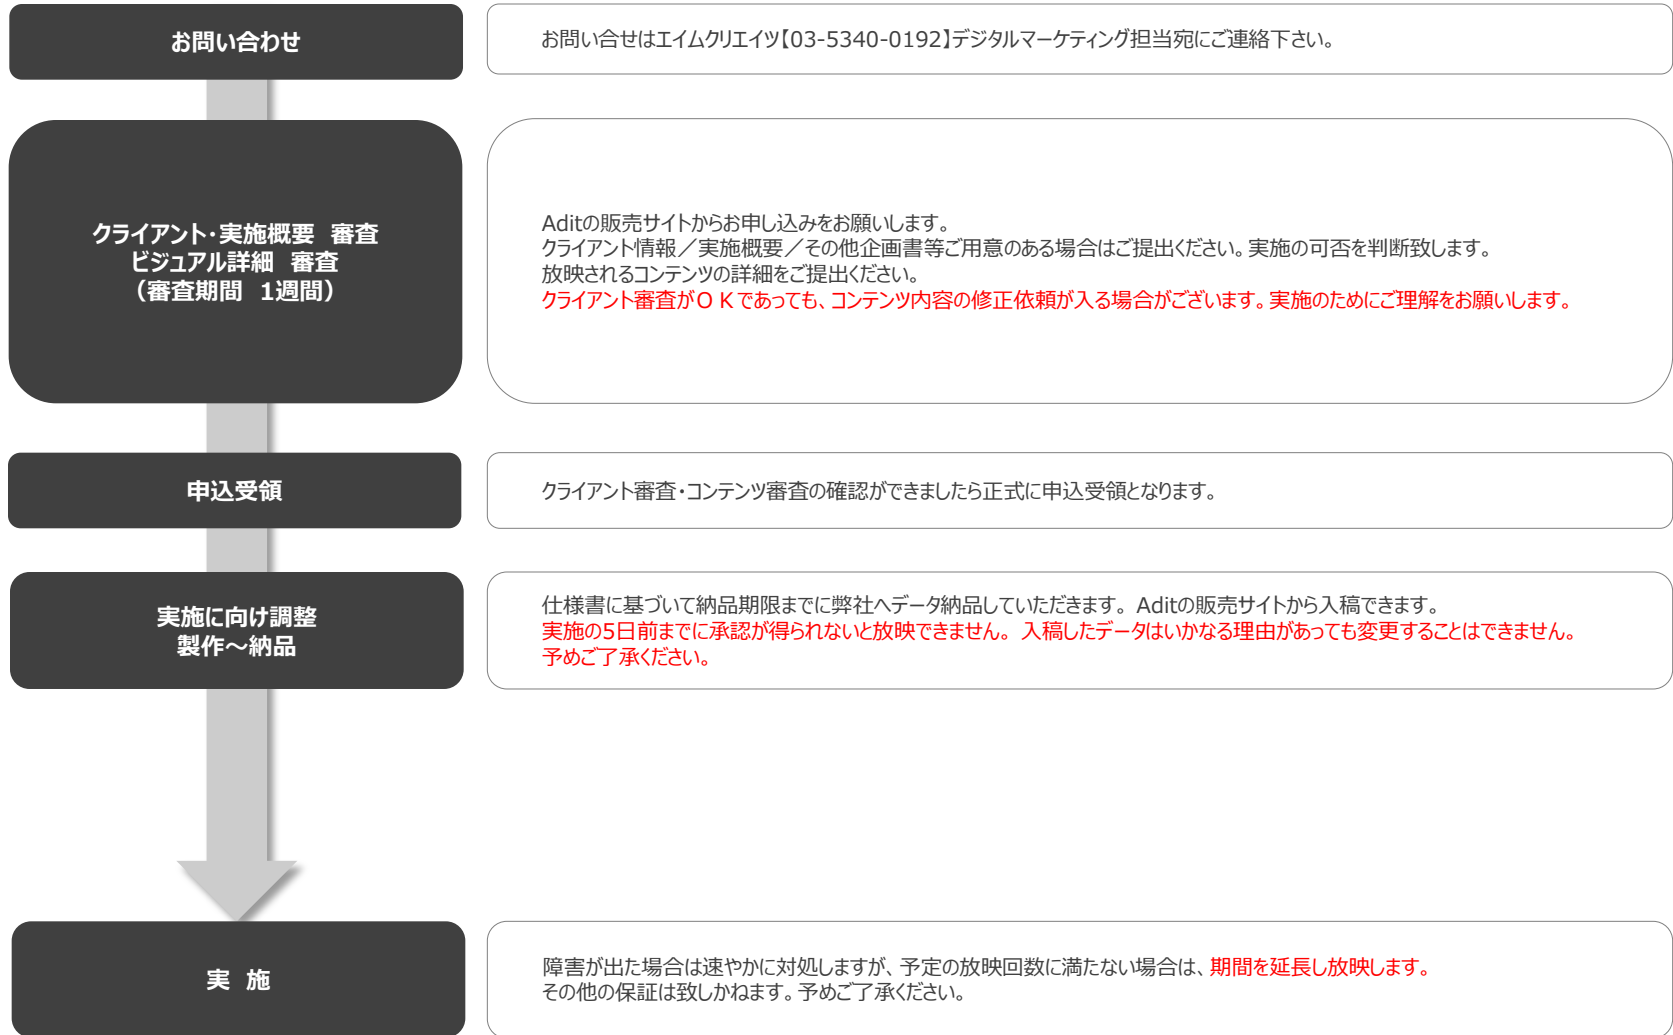 お問い合わせ
お問い合せはエイムクリエイツ【03-5340-0192】デジタルマーケティング担当宛にご連絡下さい。
クライアント・実施概要　審査
ビジュアル詳細　審査
（審査期間　1週間）
Aditの販売サイトからお申し込みをお願いします。
クライアント情報／実施概要／その他企画書等ご用意のある場合はご提出ください。実施の可否を判断致します。
放映されるコンテンツの詳細をご提出ください。
クライアント審査がＯＫであっても、コンテンツ内容の修正依頼が入る場合がございます。実施のためにご理解をお願いします。
申込受領
クライアント審査・コンテンツ審査の確認ができましたら正式に申込受領となります。
実施に向け調整
製作～納品
仕様書に基づいて納品期限までに弊社へデータ納品していただきます。Aditの販売サイトから入稿できます。
実施の5日前までに承認が得られないと放映できません。入稿したデータはいかなる理由があっても変更することはできません。
予めご了承ください。
実　施
障害が出た場合は速やかに対処しますが、予定の放映回数に満たない場合は、期間を延長し放映します。
その他の保証は致しかねます。予めご了承ください。